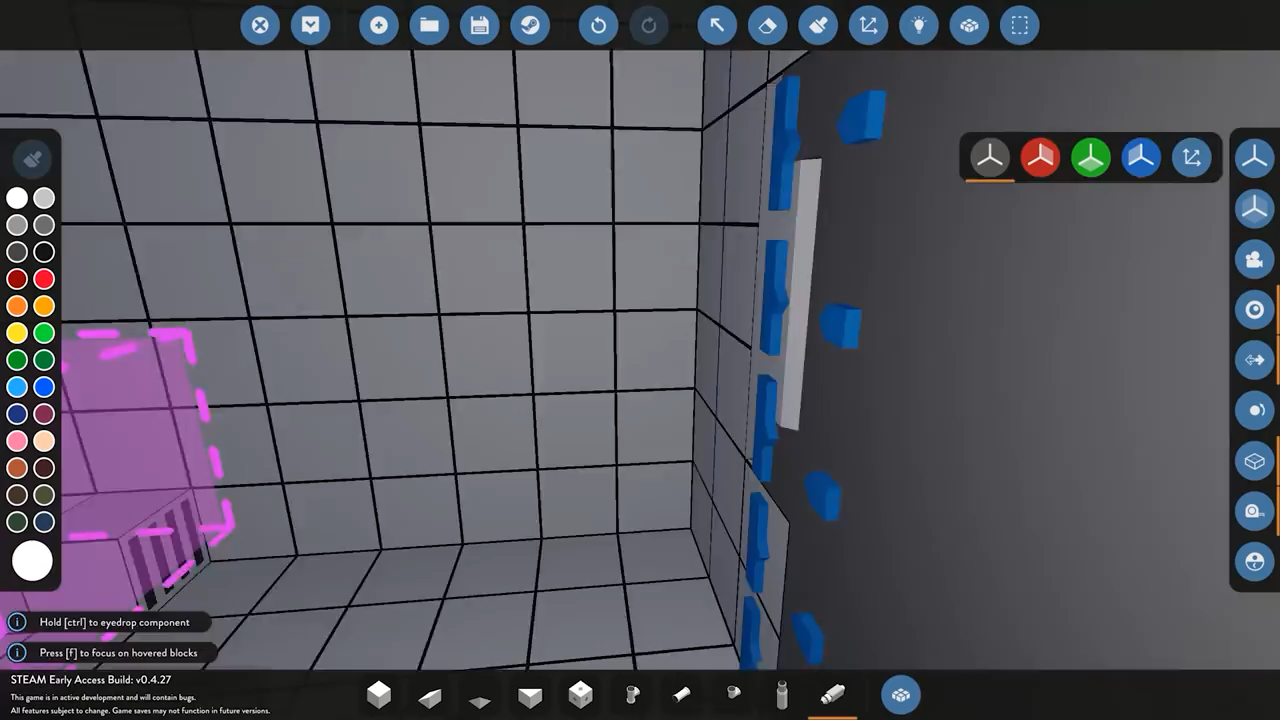 Hold [ctrl] to eyedrop component
Press [f] to focus on hovered blocks
STEAM Early Access Build: v0.4.27
This game is in active development and will contain bugs.
All features subject to change. Game saves may not function in future versions.